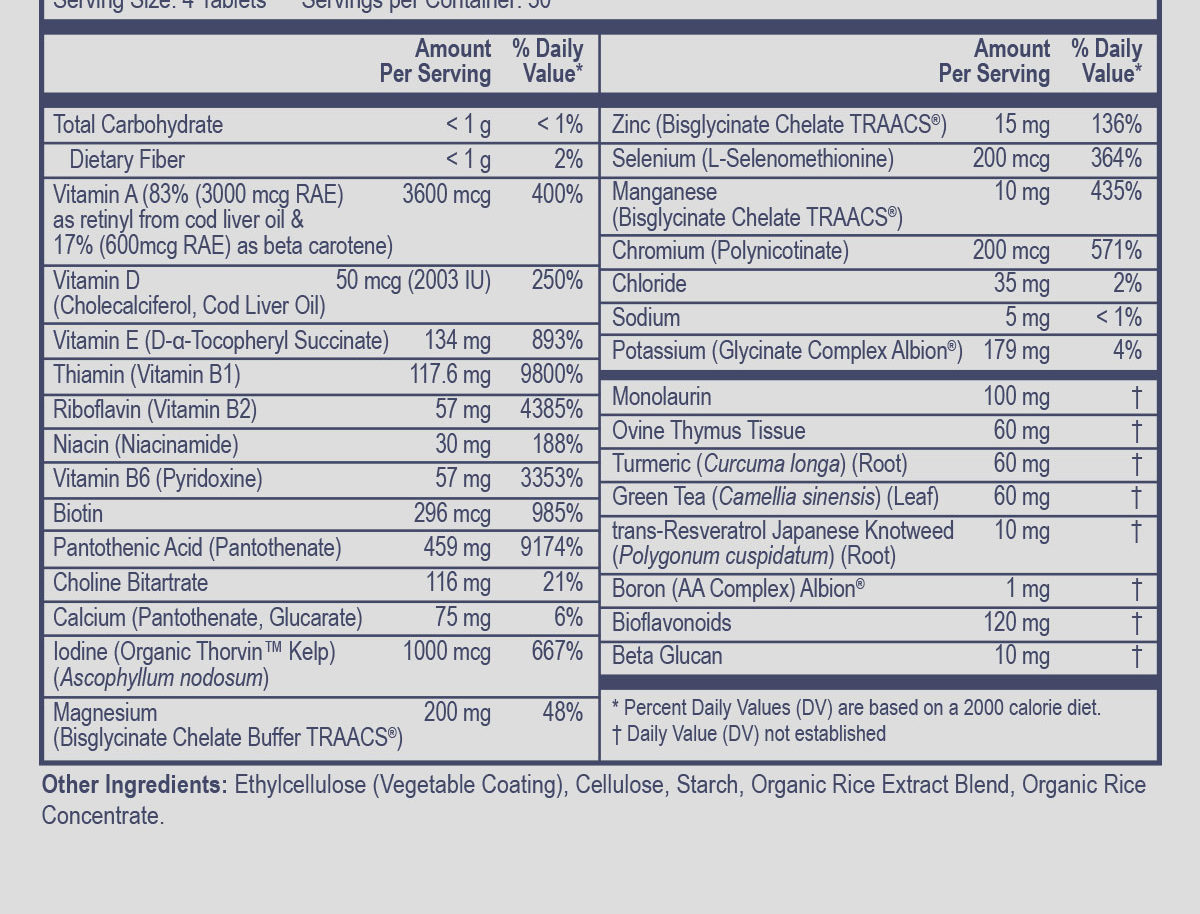 Serving Size: 4 Tablets Servings per Container: 30
Amount % Daily
Per Serving Value*
Total Carbohydrate < 1 g < 1%
Dietary Fiber < 1 g 2%
Vitamin A (83% (3000 mcg RAE) 3600 mcg 400%
as retinyl from cod liver oil &
17% (600mcg RAE) as beta carotene)
Vitamin D 50 mcg (2003 IU) 250%
(Cholecalciferol, Cod Liver Oil)
Vitamin E (D-α-Tocopheryl Succinate) 134 mg 893%
Thiamin (Vitamin B1) 117.6 mg 9800%
Riboflavin (Vitamin B2) 57 mg 4385%
Niacin (Niacinamide) 30 mg 188%
Vitamin B6 (Pyridoxine) 57 mg 3353%
Biotin 296 mcg 985%
Pantothenic Acid (Pantothenate) 459 mg 9174%
Choline Bitartrate 116 mg 21%
Calcium (Pantothenate, Glucarate) 75 mg 6%
Iodine (Organic Thorvin™ Kelp) 1000 mcg 667%
(Ascophyllum nodosum)
Magnesium 200 mg 48%
(Bisglycinate Chelate Buffer TRAACS®)
Amount % Daily
Per Serving Value*
Zinc (Bisglycinate Chelate TRAACS®) 15 mg 136%
Selenium (L-Selenomethionine) 200 mcg 364%
Manganese 10 mg 435%
(Bisglycinate Chelate TRAACS®)
Chromium (Polynicotinate) 200 mcg 571%
Chloride 35 mg 2%
Sodium 5 mg < 1%
Potassium (Glycinate Complex Albion®) 179 mg 4%
Monolaurin 100 mg †
Ovine Thymus Tissue 60 mg †
Turmeric (Curcuma longa) (Root) 60 mg †
Green Tea (Camellia sinensis) (Leaf) 60 mg †
trans-Resveratrol Japanese Knotweed 10 mg †
(Polygonum cuspidatum) (Root)
Boron (AA Complex) Albion® 1 mg †
Bioflavonoids 120 mg †
Beta Glucan 10 mg †
* Percent Daily Values (DV) are based on a 2000 calorie diet.
† Daily Value (DV) not established
Other Ingredients: Ethylcellulose (Vegetable Coating), Cellulose, Starch, Organic Rice Extract Blend, Organic Rice
Concentrate.